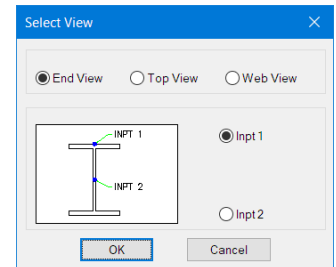 Select View
End View Top View Web View
INPT 1
Inpt 1
INPT 2
Inpt 2
OK Cancel